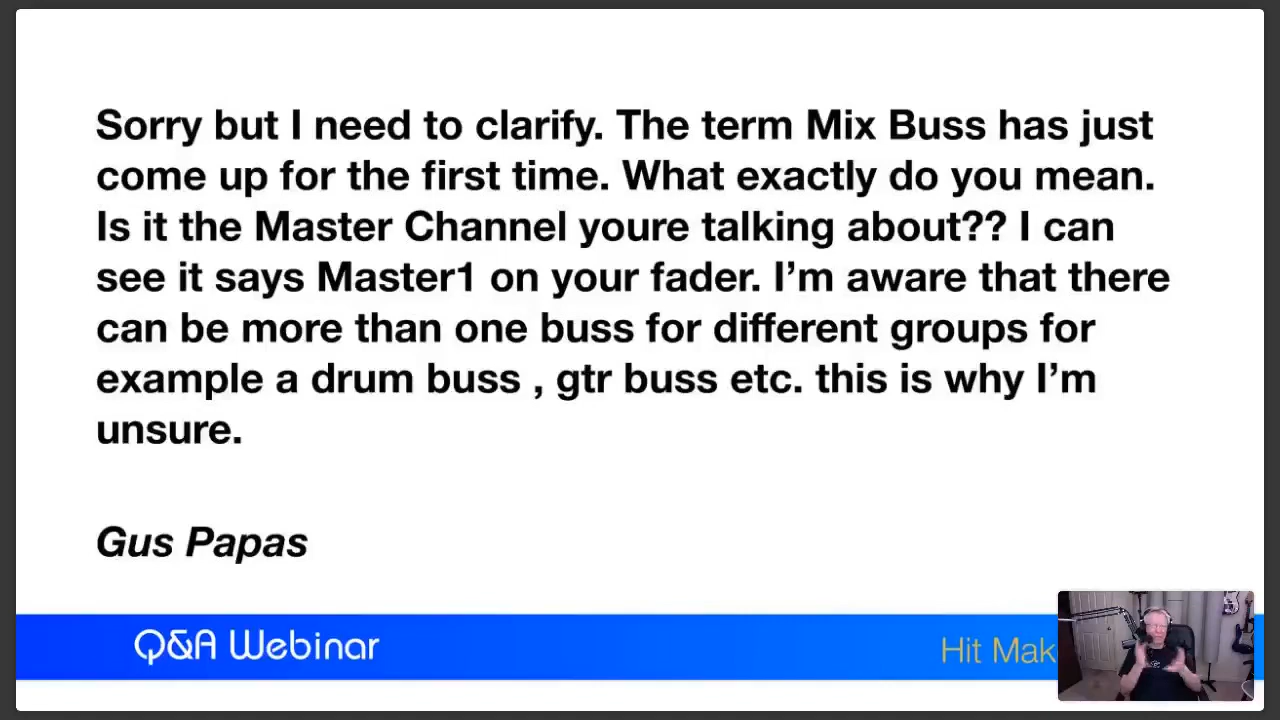 Sorry but I need to clarify. The term Mix Buss has just
come up for the first time. What exactly do you mean.
Is it the Master Channel youre talking about?? I can
see it says Master1 on your fader. I’m aware that there
can be more than one buss for different groups for
example a drum buss , gtr buss etc. this is why I’m
unsure.
Gus Papas
Q&A Webinar
Hit Mak